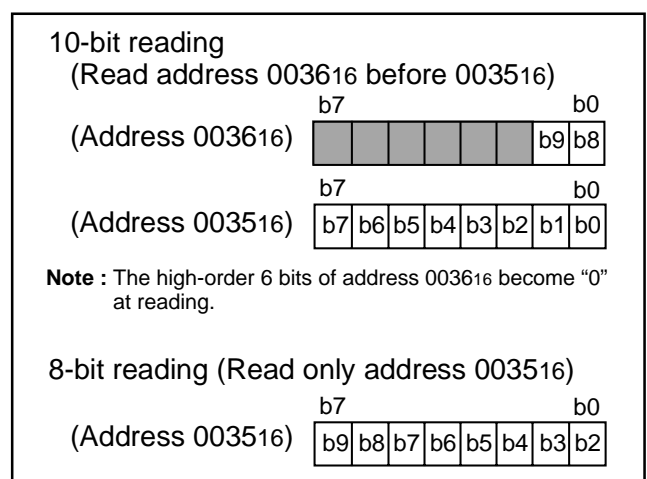 10-bit reading
(Read address 003616 before 003516)
b7 b0
(Address 003616) b9 b8
b7 b0
(Address 003516) b7 b6 b5 b4 b3 b2 b1 b0
Note : The high-order 6 bits of address 003616 become “0”
at reading.
8-bit reading (Read only address 003516)
b7 b0
(Address 003516) b9 b8 b7 b6 b5 b4 b3 b2